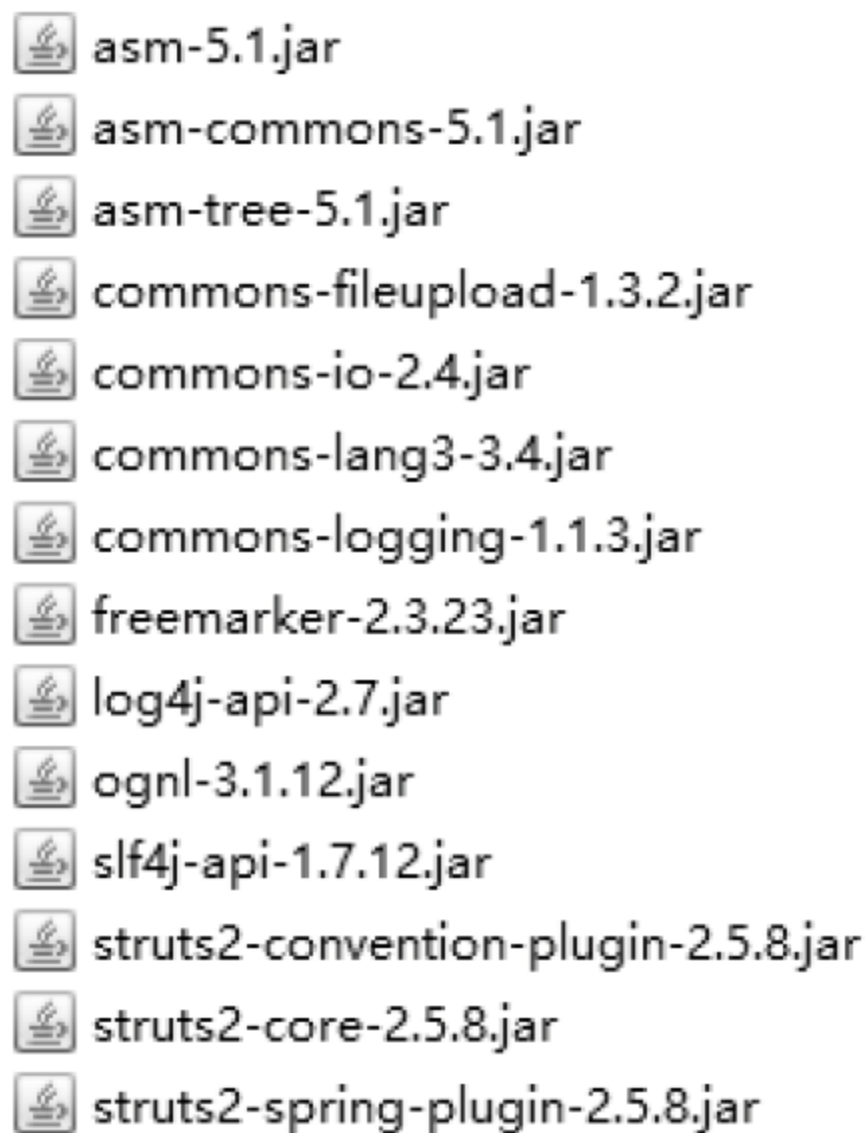 asm-5.1.jar
asm-commons-5.1.jar
asm-tree-5.1.jar
commons-fileupload-1.3.2.jar
commons-io-2.4.jar
commons-lang3-3.4.jar
commons-logging-1.1.3.jar
freemarker-2.3.23.jar
log4j-api-2.7.jar
ognl-3.1.12.jar
slf4j-api-1.7.12.jar
struts2-convention-plugin-2.5.8.jar
struts2-core-2.5.8.jar
struts2-spring-plugin-2.5.8.jar